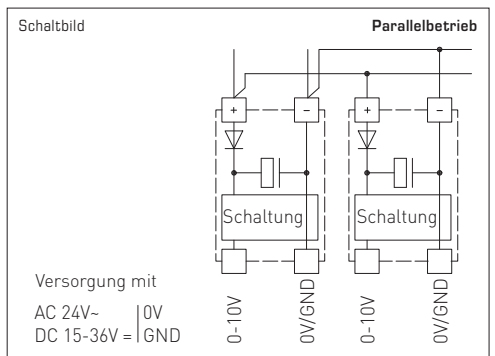 Schaltbild
Parallelbetrieb
+ − + −
Schaltung Schaltung
Versorgung mit
AC 24V~ | 0V
DC 15-36V = | GND
0-10V
0V/GND
0-10V
0V/GND